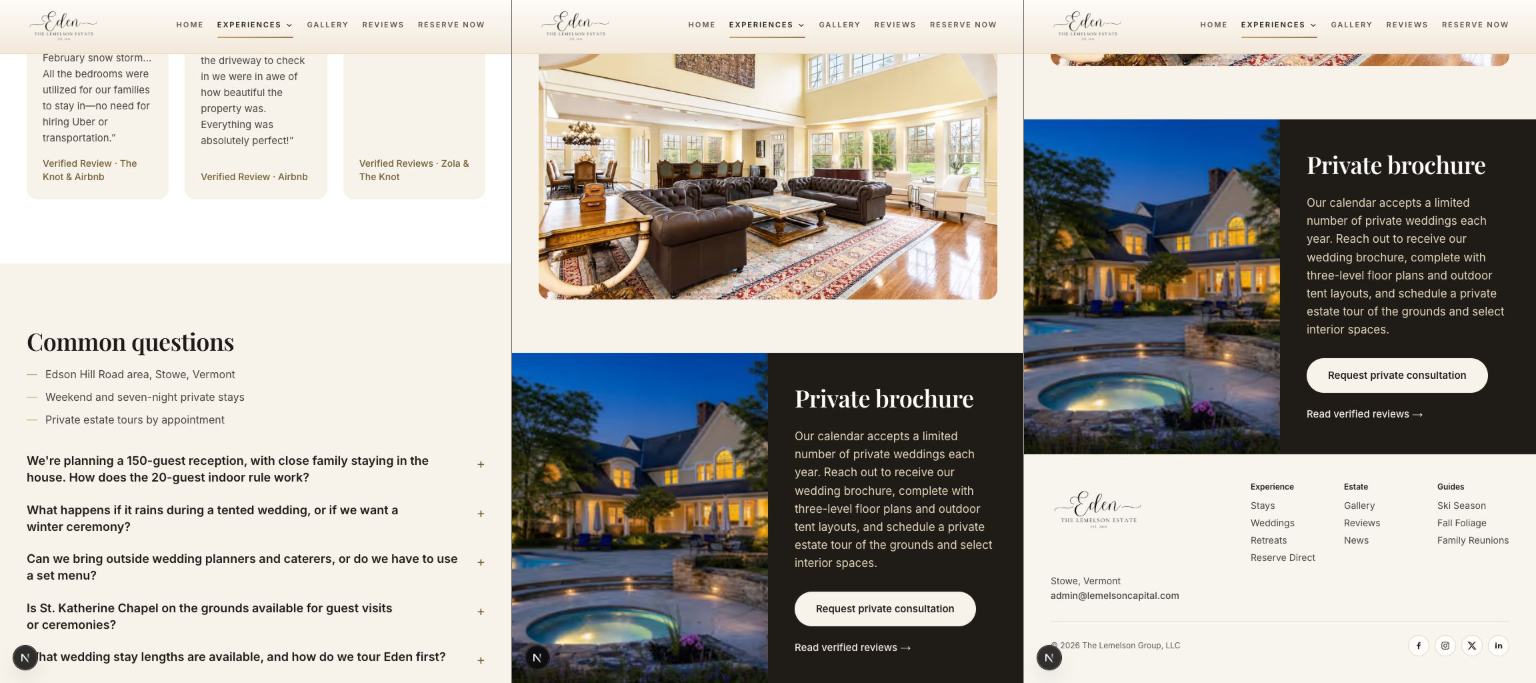 Eden
THE LEMELSON ESTATE
HOME EXPERIENCES GALLERY REVIEWS RESERVE NOW
February snow storm...
All the bedrooms were
utilized for our families
to stay in—no need for
hiring Uber or
transportation.”
Verified Review · The
Knot & Airbnb
the driveway to check
in we were in awe of
how beautiful the
property was.
Everything was
absolutely perfect!”
Verified Review · Airbnb
Verified Reviews · Zola &
The Knot
Common questions
— Edson Hill Road area, Stowe, Vermont
— Weekend and seven-night private stays
— Private estate tours by appointment
We're planning a 150-guest reception, with close family staying in the
house. How does the 20-guest indoor rule work?
+
What happens if it rains during a tented wedding, or if we want a
winter ceremony?
+
Can we bring outside wedding planners and caterers, or do we have to use
a set menu?
+
Is St. Katherine Chapel on the grounds available for guest visits
or ceremonies?
+
What wedding stay lengths are available, and how do we tour Eden first?
+
N
Eden
THE LEMELSON ESTATE
HOME EXPERIENCES GALLERY REVIEWS RESERVE NOW
Private brochure
Our calendar accepts a limited
number of private weddings each
year. Reach out to receive our
wedding brochure, complete with
three-level floor plans and outdoor
tent layouts, and schedule a private
estate tour of the grounds and select
interior spaces.
Request private consultation
Read verified reviews →
N
Eden
THE LEMELSON ESTATE
HOME EXPERIENCES GALLERY REVIEWS RESERVE NOW
Private brochure
Our calendar accepts a limited
number of private weddings each
year. Reach out to receive our
wedding brochure, complete with
three-level floor plans and outdoor
tent layouts, and schedule a private
estate tour of the grounds and select
interior spaces.
Request private consultation
Read verified reviews →
Eden
THE LEMELSON ESTATE
Stowe, Vermont
admin@lemelsoncapital.com
Experience
Stays
Weddings
Retreats
Reserve Direct
Estate
Gallery
Reviews
News
Guides
Ski Season
Fall Foliage
Family Reunions
N
© 2026 The Lemelson Group, LLC